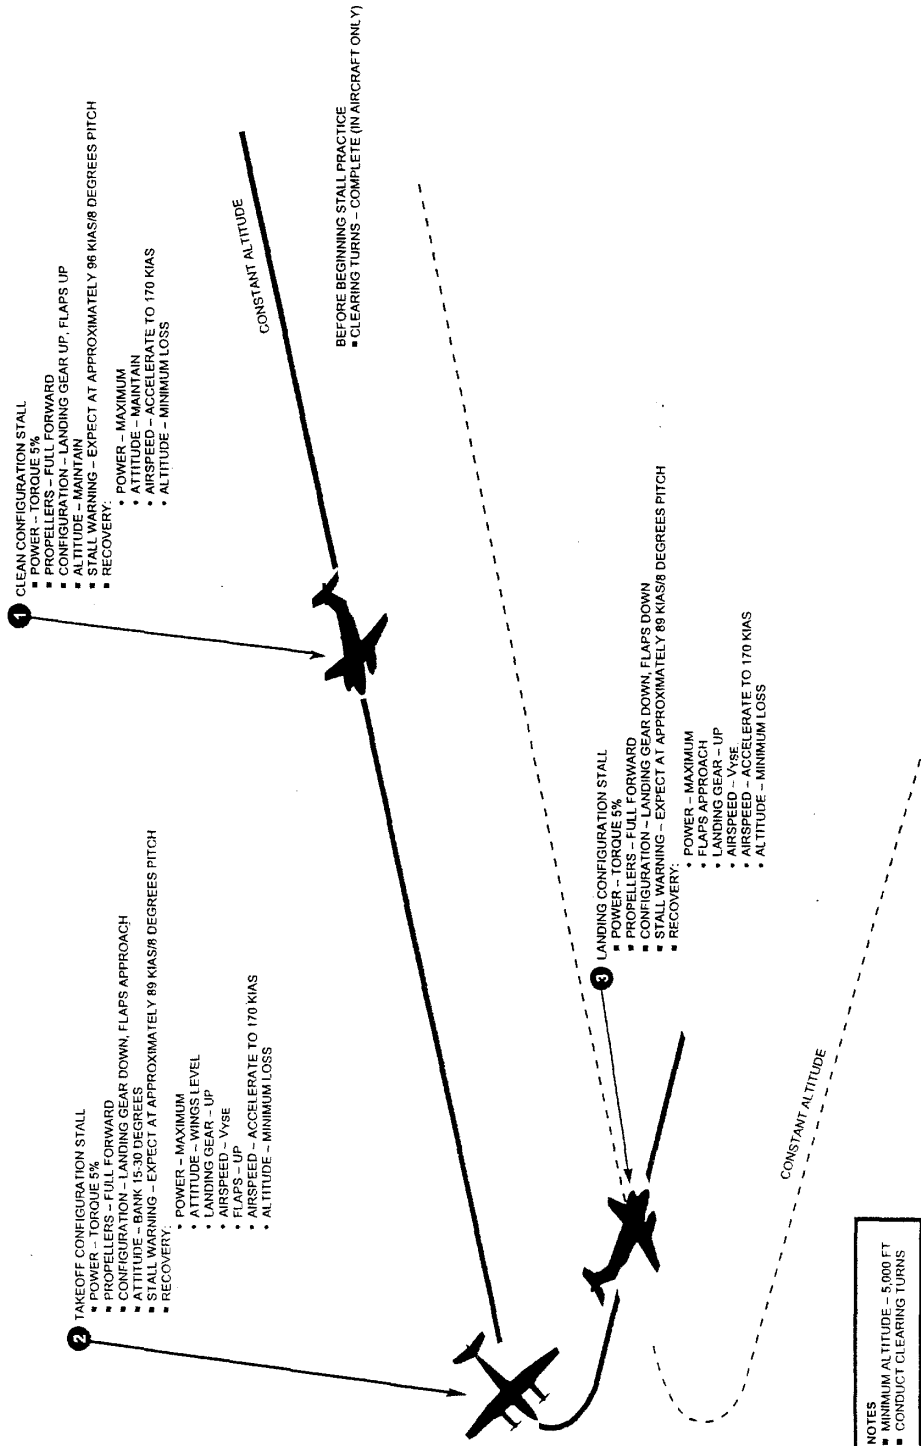 ❶ CLEAN CONFIGURATION STALL
■ POWER – TORQUE 5%
■ PROPELLERS – FULL FORWARD
■ CONFIGURATION – LANDING GEAR UP, FLAPS UP
■ ALTITUDE – MAINTAIN
■ STALL WARNING – EXPECT AT APPROXIMATELY 96 KIAS/8 DEGREES PITCH
■ RECOVERY:
• POWER – MAXIMUM
• ATTITUDE – MAINTAIN
• AIRSPEED – ACCELERATE TO 170 KIAS
• ALTITUDE – MINIMUM LOSS
CONSTANT ALTITUDE
BEFORE BEGINNING STALL PRACTICE
■ CLEARING TURNS – COMPLETE (IN AIRCRAFT ONLY)
❷ TAKEOFF CONFIGURATION STALL
■ POWER – TORQUE 5%
■ PROPELLERS – FULL FORWARD
■ CONFIGURATION – LANDING GEAR DOWN, FLAPS APPROACH
■ ATTITUDE – BANK 15-30 DEGREES
■ STALL WARNING – EXPECT AT APPROXIMATELY 89 KIAS/8 DEGREES PITCH
■ RECOVERY:
• POWER – MAXIMUM
• ATTITUDE – WINGS LEVEL
• LANDING GEAR – UP
• AIRSPEED – VYSE
• FLAPS – UP
• AIRSPEED – ACCELERATE TO 170 KIAS
• ALTITUDE – MINIMUM LOSS
❸ LANDING CONFIGURATION STALL
■ POWER – TORQUE 5%
■ PROPELLERS – FULL FORWARD
■ CONFIGURATION – LANDING GEAR DOWN, FLAPS DOWN
■ STALL WARNING – EXPECT AT APPROXIMATELY 89 KIAS/8 DEGREES PITCH
■ RECOVERY:
• POWER – MAXIMUM
• FLAPS APPROACH
• LANDING GEAR – UP
• AIRSPEED – VYSE
• AIRSPEED – ACCELERATE TO 170 KIAS
• ALTITUDE – MINIMUM LOSS
CONSTANT ALTITUDE
NOTES
■ MINIMUM ALTITUDE – 5,000 FT
■ CONDUCT CLEARING TURNS